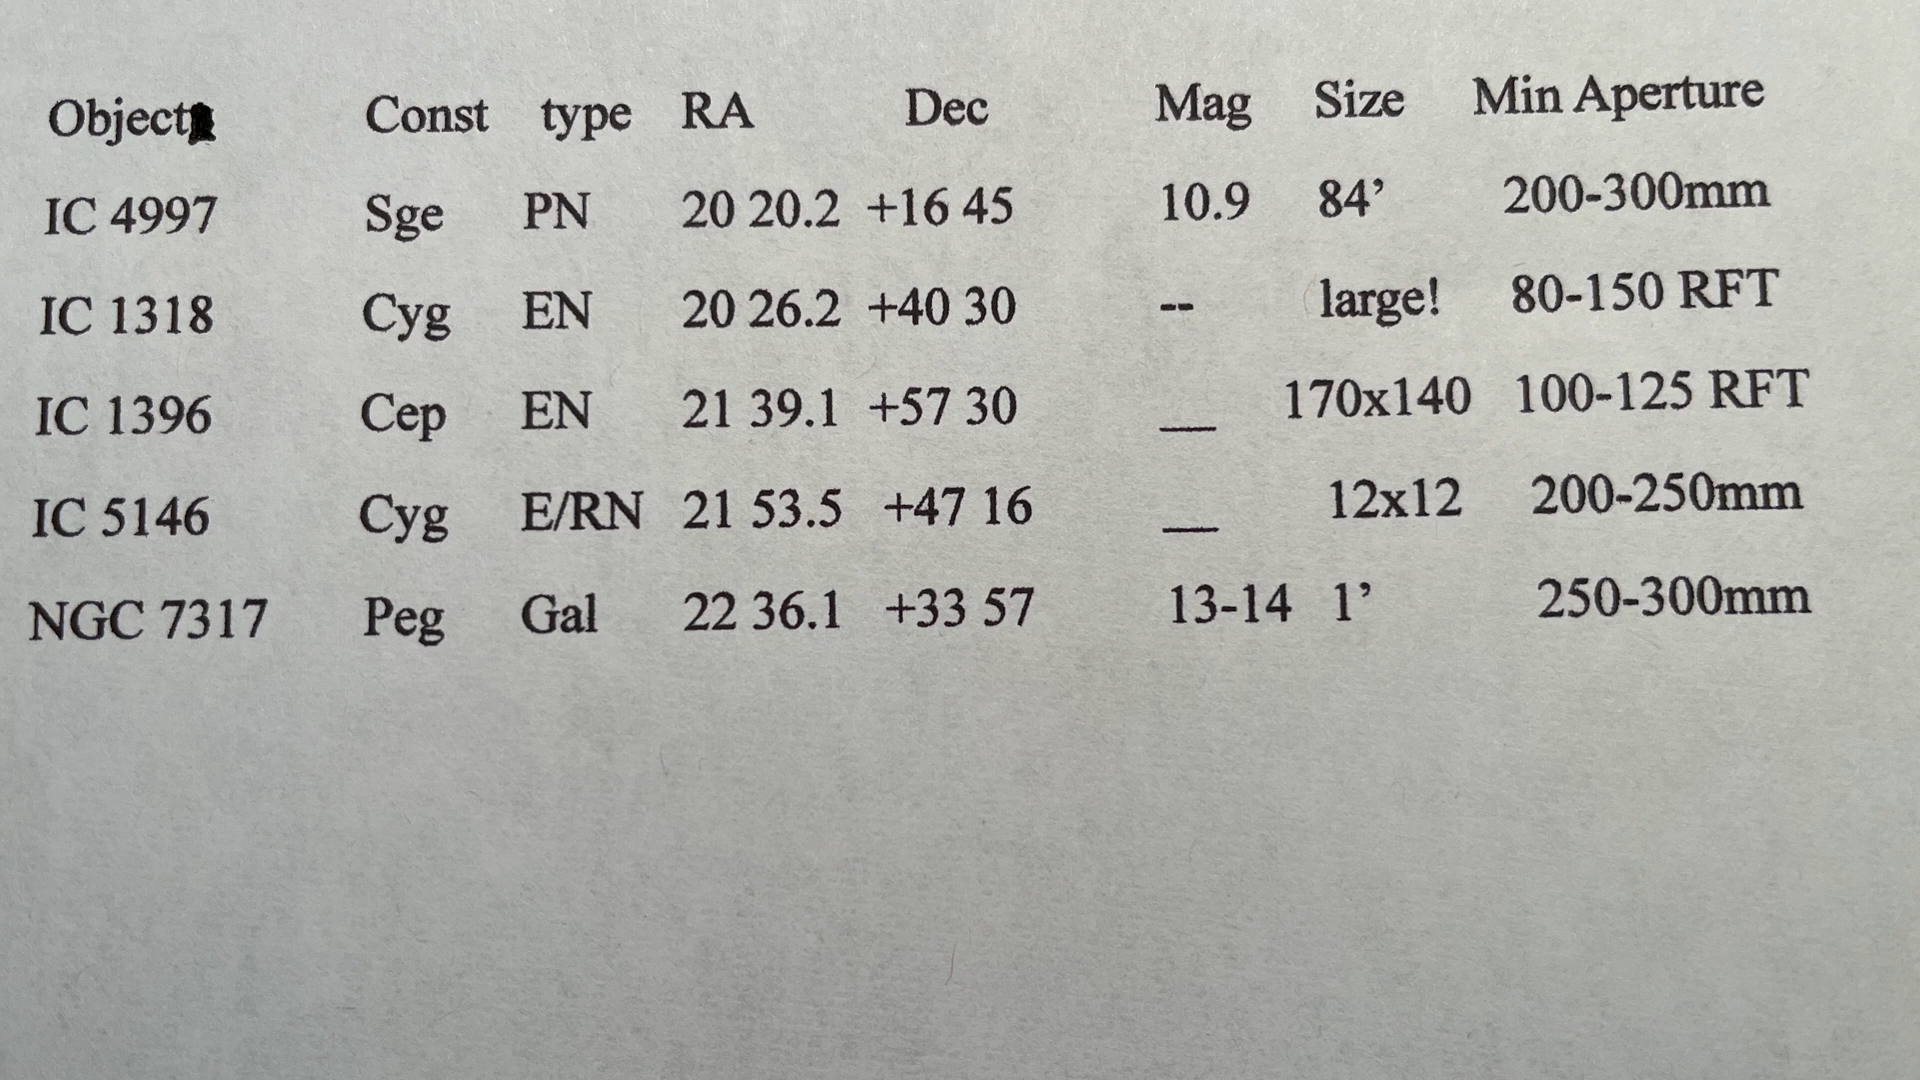 Object Const type RA Dec Mag Size Min Aperture
IC 4997 Sge PN 20 20.2 +16 45 10.9 84’ 200-300mm
IC 1318 Cyg EN 20 26.2 +40 30 -- large! 80-150 RFT
IC 1396 Cep EN 21 39.1 +57 30 __ 170x140 100-125 RFT
IC 5146 Cyg E/RN 21 53.5 +47 16 __ 12x12 200-250mm
NGC 7317 Peg Gal 22 36.1 +33 57 13-14 1’ 250-300mm